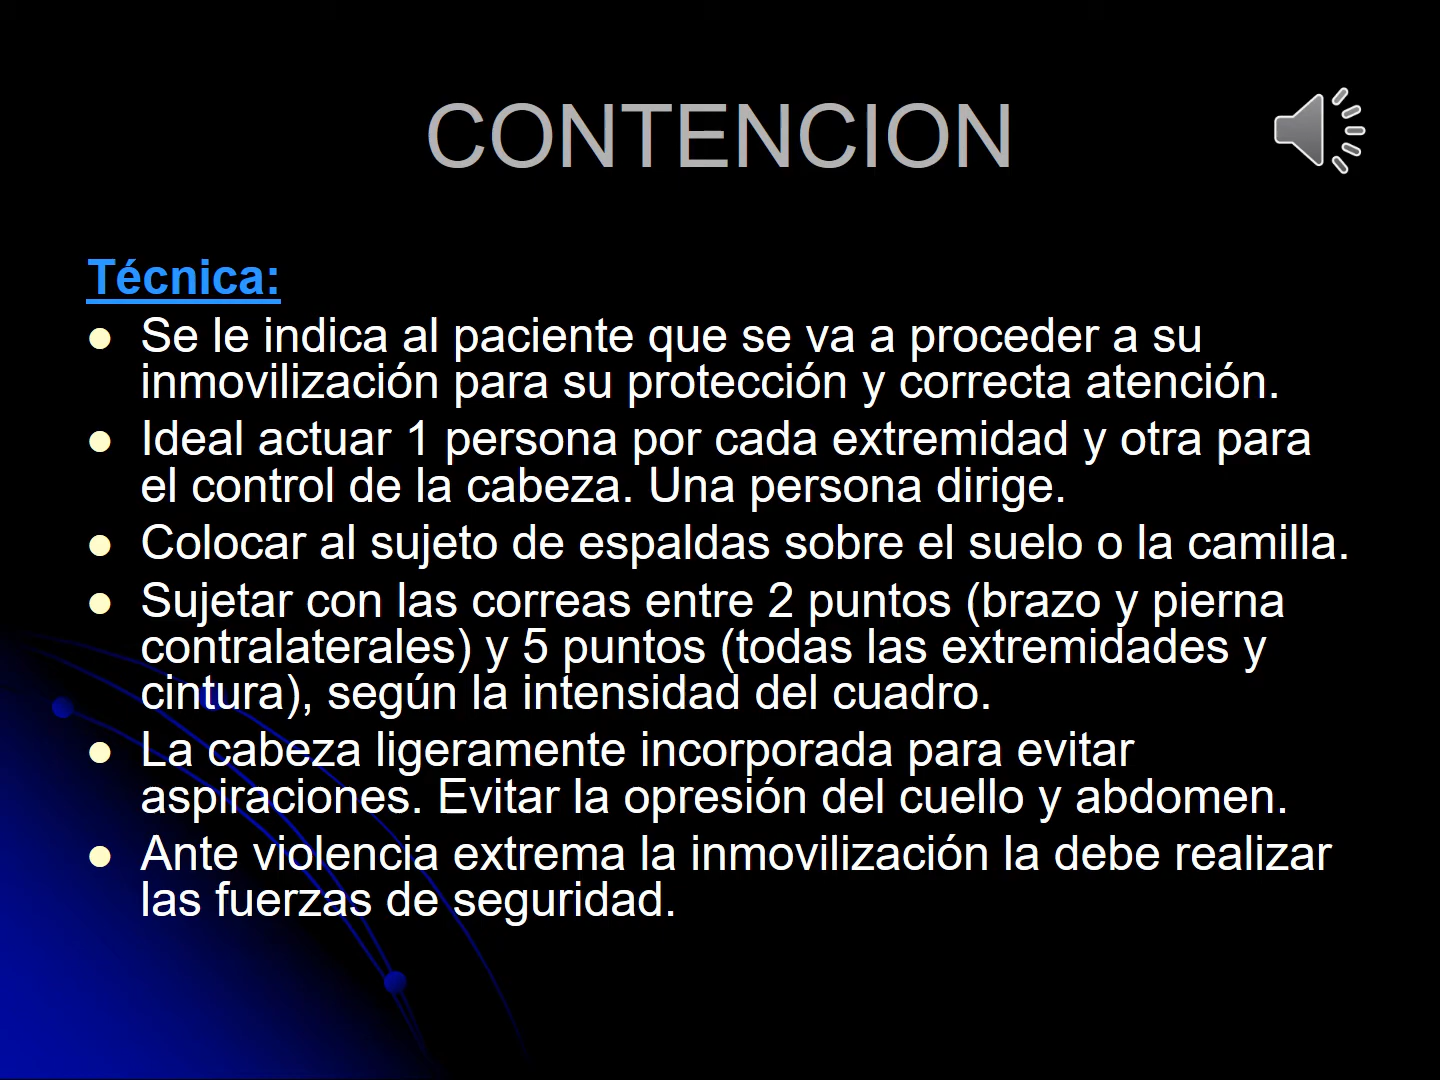 CONTENCION
Técnica:
Se le indica al paciente que se va a proceder a su
inmovilización para su protección y correcta atención.
Ideal actuar 1 persona por cada extremidad y otra para
el control de la cabeza. Una persona dirige.
Colocar al sujeto de espaldas sobre el suelo o la camilla.
Sujetar con las correas entre 2 puntos (brazo y pierna
contralaterales) y 5 puntos (todas las extremidades y
cintura), según la intensidad del cuadro.
La cabeza ligeramente incorporada para evitar
aspiraciones. Evitar la opresión del cuello y abdomen.
Ante violencia extrema la inmovilización la debe realizar
las fuerzas de seguridad.